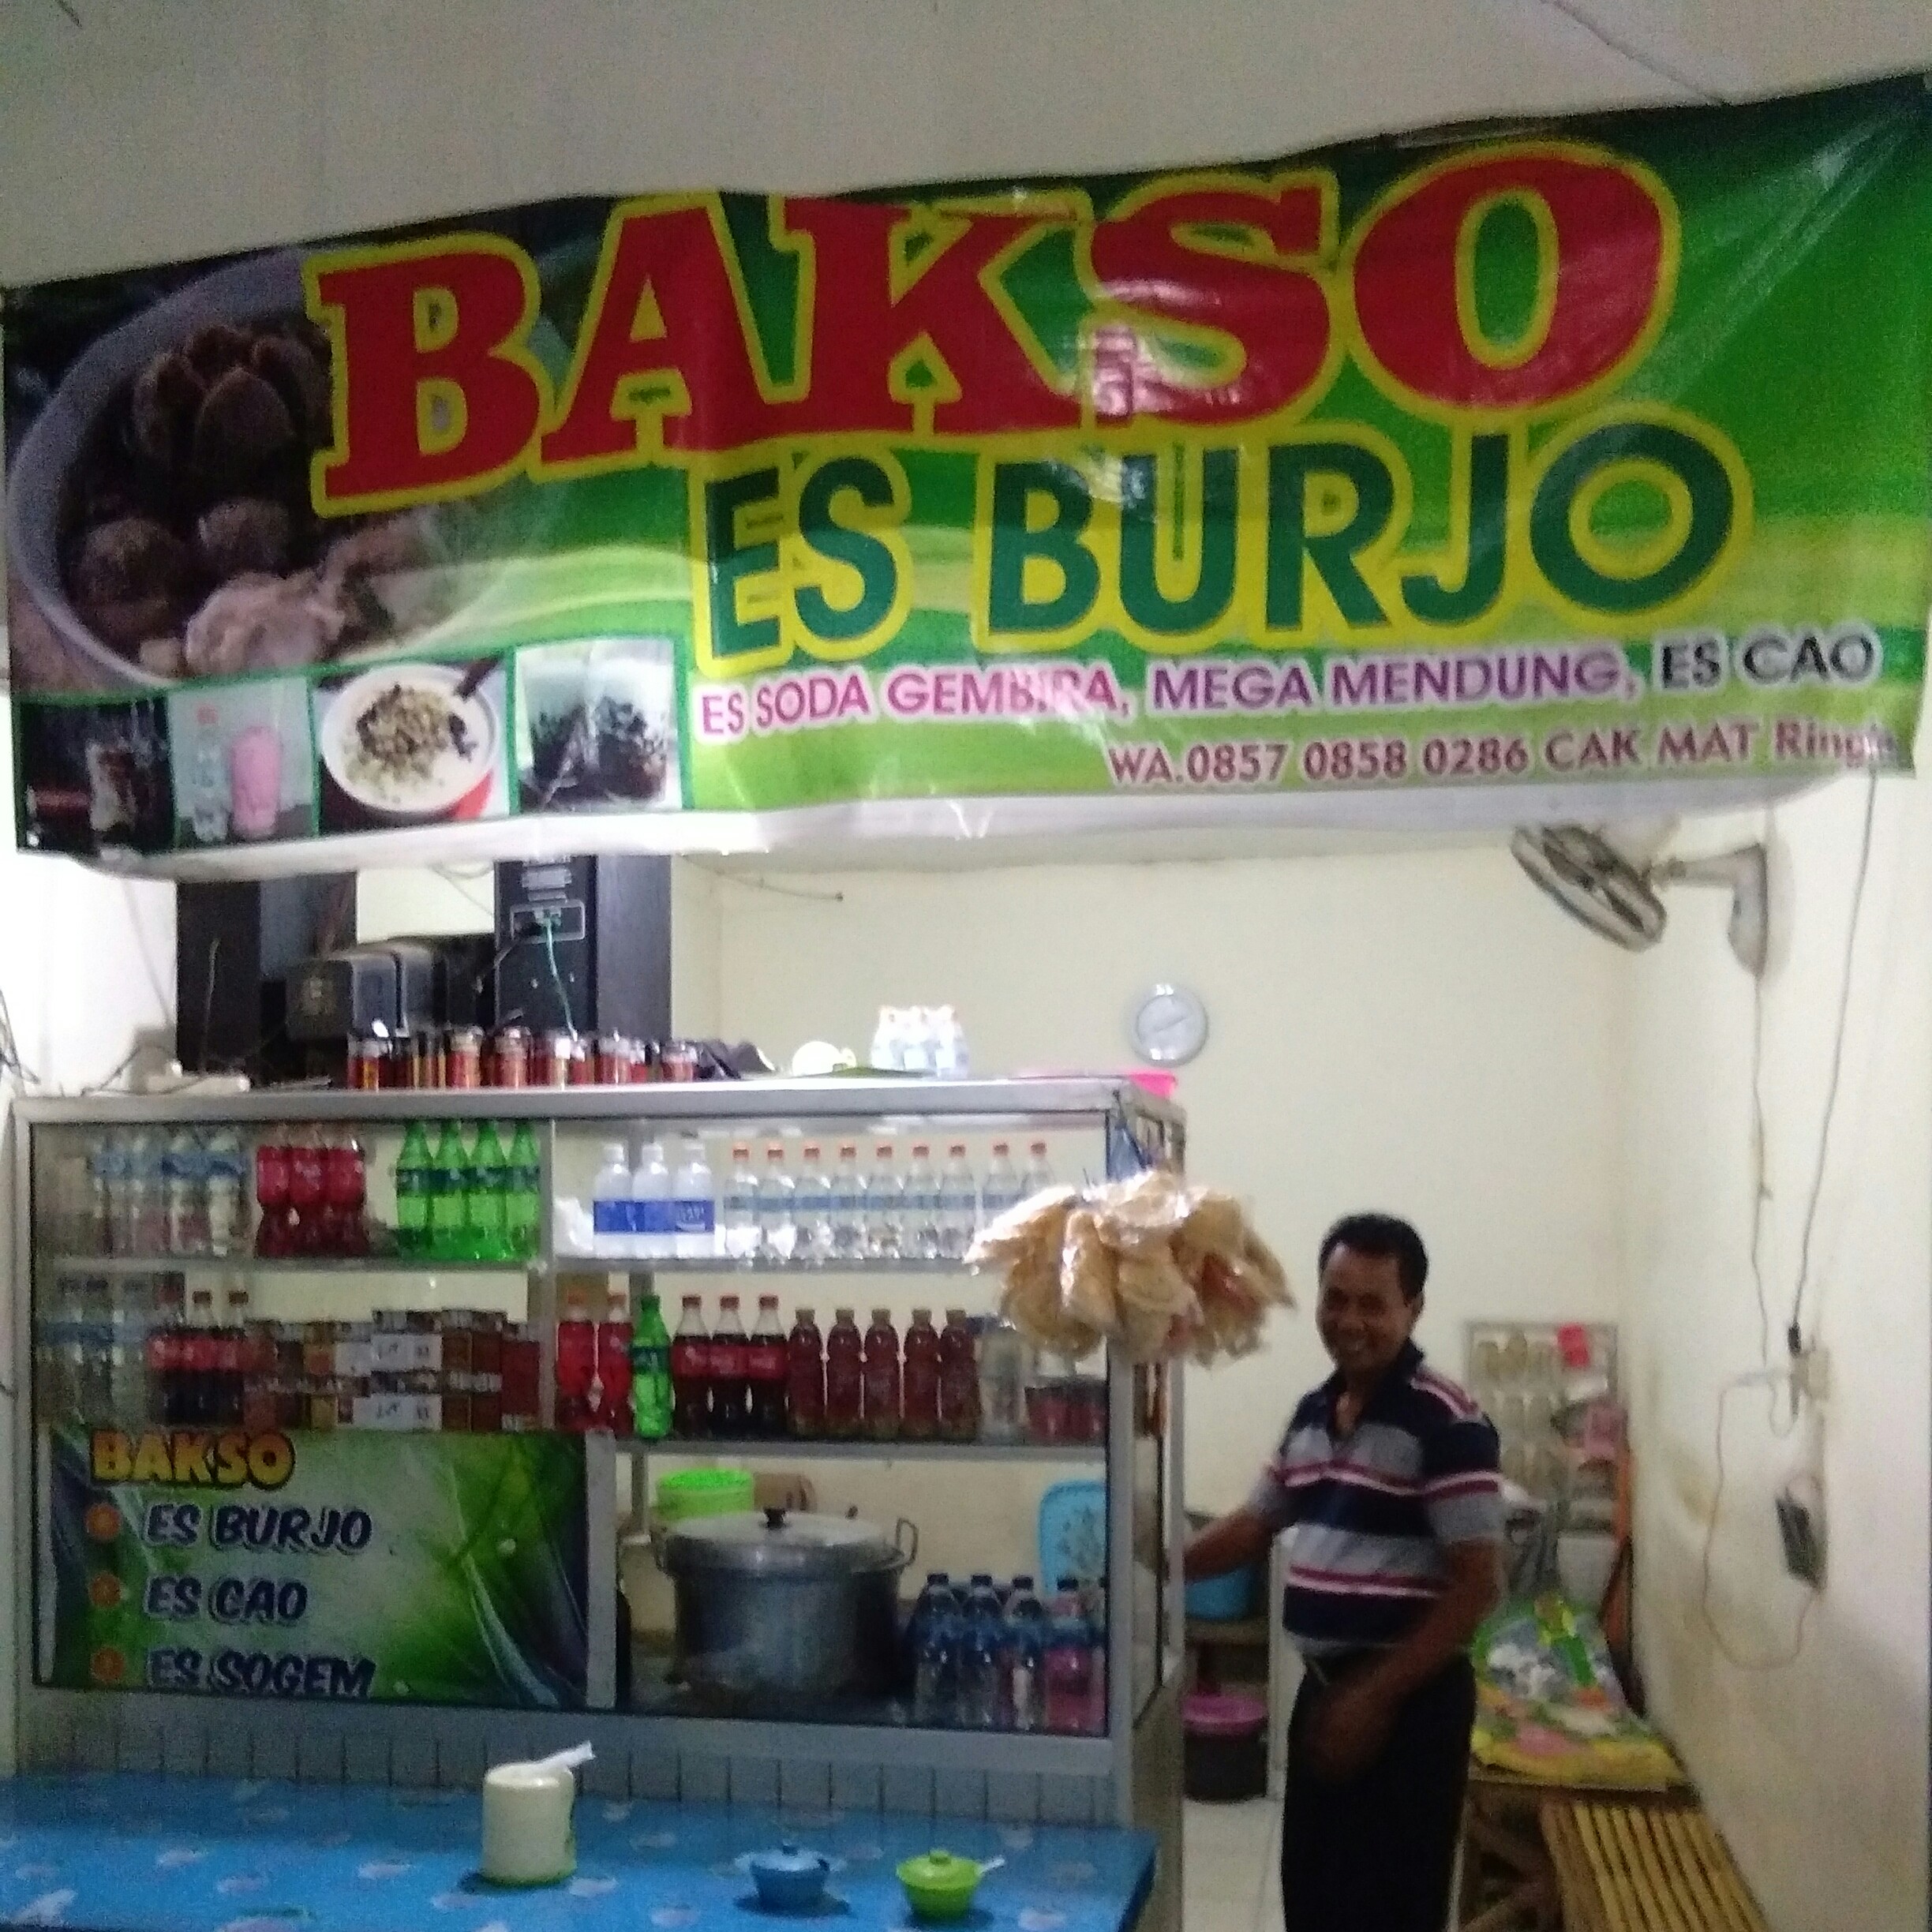 BAKSO
ES BURJO
ES SODA GEMBIRA, MEGA MENDUNG, ES CAO
WA.0857 0858 0286 CAK MAT
BAKSO
ES BURJO
ES CAO
ES SOGEM